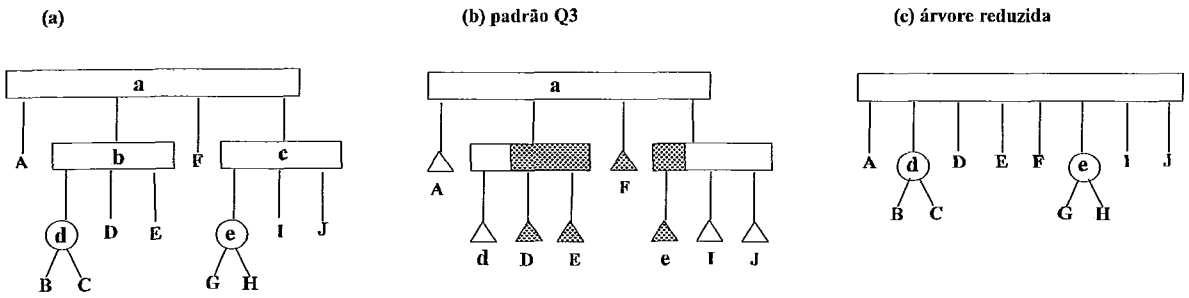 (a) (b) padrão Q3 (c) árvore reduzida
a a
A b F c A F A d D E F e I J
d D E e I J B C G H
B C G H d D E e I J